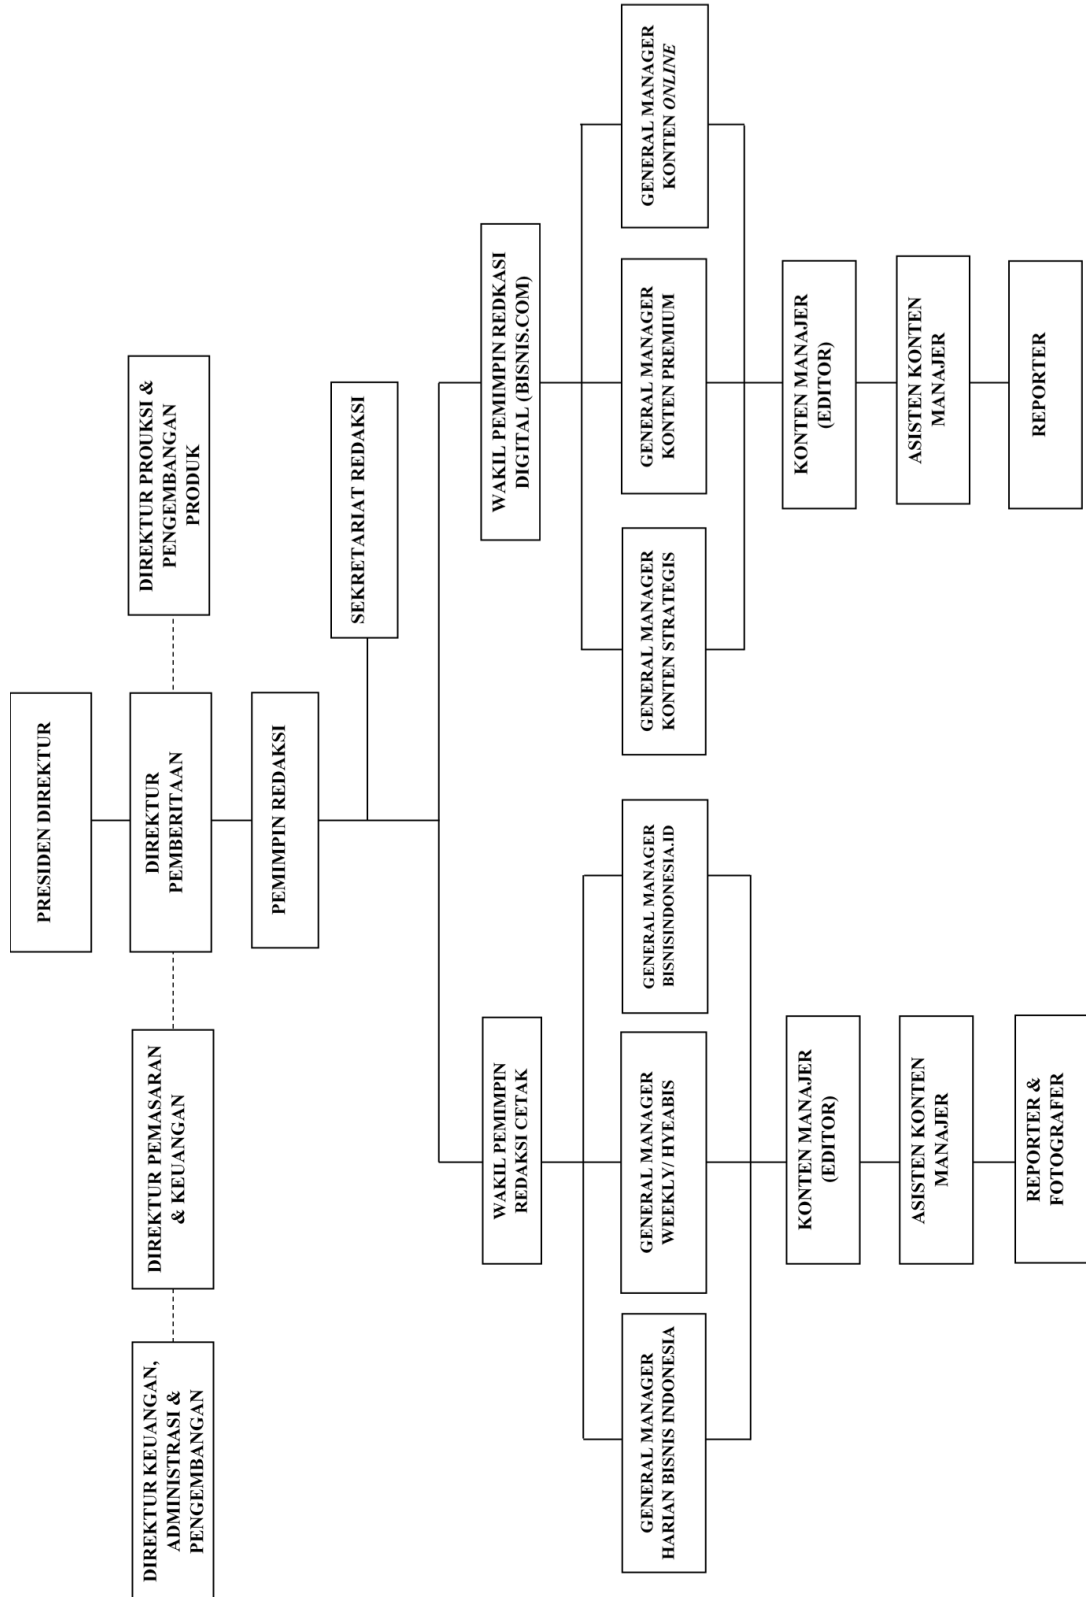 PRESIDEN DIREKTUR
DIREKTUR KEUANGAN,
ADMINISTRASI &
PENGEMBANGAN
DIREKTUR PEMASARAN
& KEUANGAN
DIREKTUR
PEMBERITAAN
DIREKTUR PROUKSI &
PENGEMBANGAN
PRODUK
PEMIMPIN REDAKSI
SEKRETARIAT REDAKSI
WAKIL PEMIMPIN
REDAKSI CETAK
WAKIL PEMIMPIN REDKASI
DIGITAL (BISNIS.COM)
GENERAL MANAGER
HARIAN BISNIS INDONESIA
GENERAL MANAGER
WEEKLY/ HYEABIS
GENERAL MANAGER
BISNISINDONESIA.ID
GENERAL MANAGER
KONTEN STRATEGIS
GENERAL MANAGER
KONTEN PREMIUM
GENERAL MANAGER
KONTEN ONLINE
KONTEN MANAJER
(EDITOR)
KONTEN MANAJER
(EDITOR)
ASISTEN KONTEN
MANAJER
ASISTEN KONTEN
MANAJER
REPORTER &
FOTOGRAFER
REPORTER